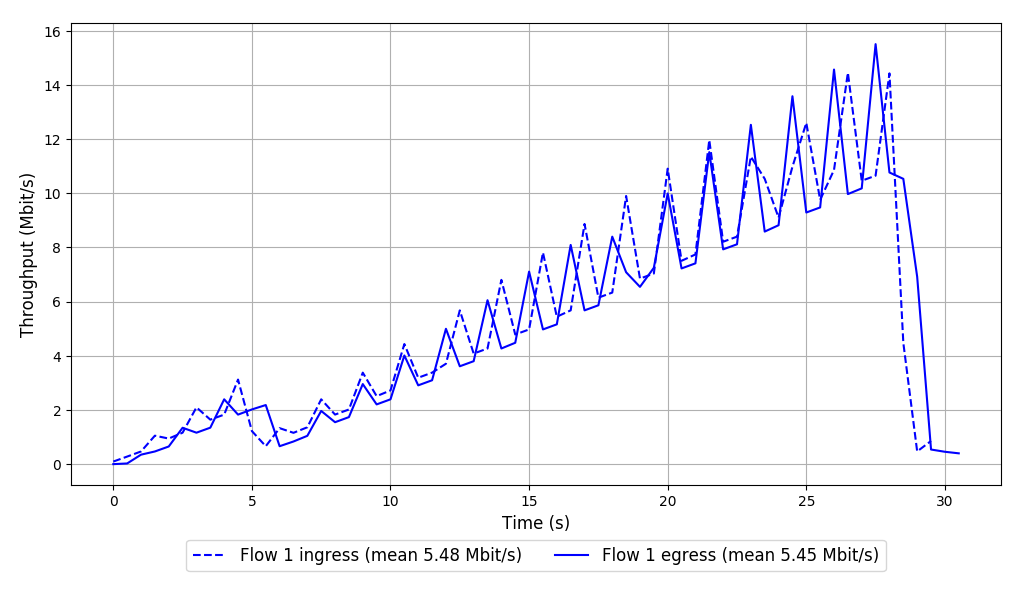 16
14
12
10
8
6
4
2
0
Throughput (Mbit/s)
0 5 10 15 20 25 30
Time (s)
Flow 1 ingress (mean 5.48 Mbit/s) Flow 1 egress (mean 5.45 Mbit/s)